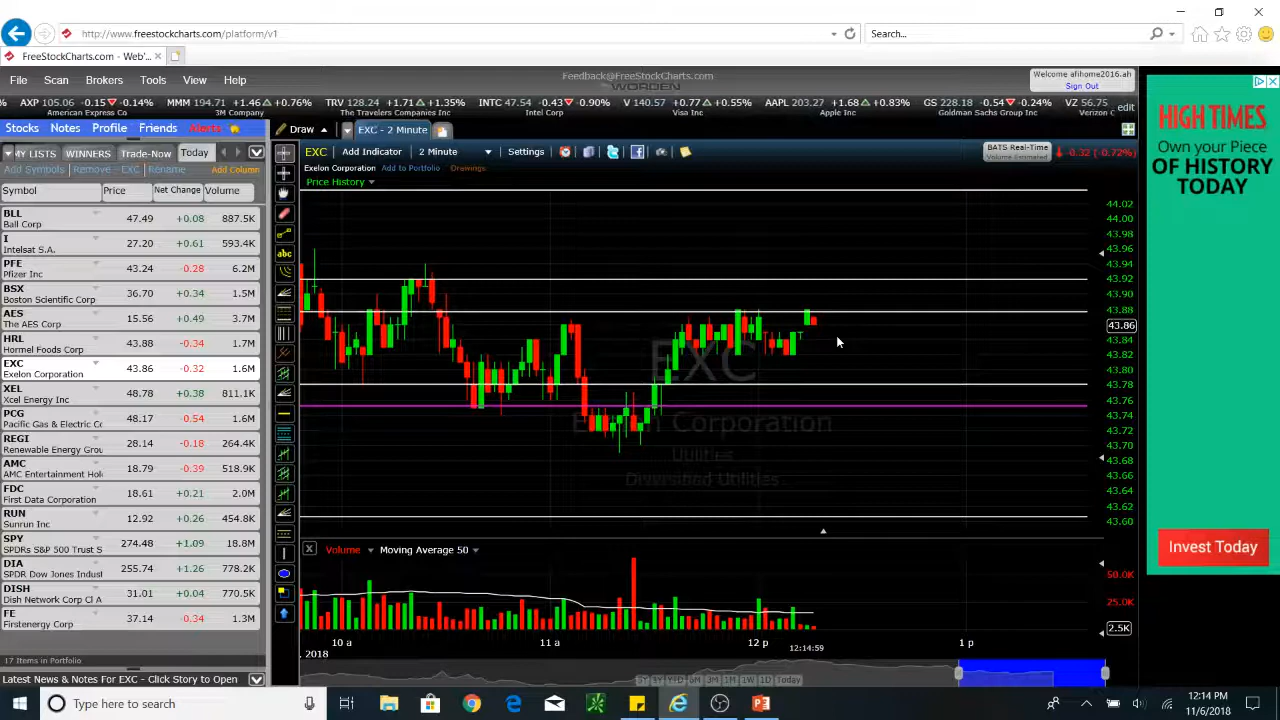 http://www.freestockcharts.com/platform/v1
Search...
FreeStockCharts.com - Web'...
File Scan Brokers Tools View Help
Feedback@FreeStockCharts.com
WORDEN
Welcome afihome2016.ah
Sign Out
AXP 105.06 -0.15 -0.14% MMM 194.71 +1.46 +0.76% TRV 128.24 +1.71 +1.35% INTC 47.54 -0.43 -0.90% V 140.57 +0.77 +0.55% AAPL 203.27 +1.68 +0.83% GS 228.18 -0.54 -0.24% VZ 56.75
American Express Co 3M Company The Travelers Companies Inc Intel Corp Visa Inc Apple Inc Goldman Sachs Group Inc Verizon C
edit
Stocks Notes Profile Friends Alerts
MY LISTS WINNERS Trade-Now Today
Add Symbols Remove EXC Rename Add Column
Symbol Price Net Change Volume
BLL 47.49 +0.08 887.5K
Ball Corp
I 27.20 +0.61 593.4K
Intelsat S.A.
PFE 43.24 -0.28 6.2M
Pfizer Inc
BSX 36.70 +0.34 1.5M
Boston Scientific Corp
AES 15.56 +0.49 3.7M
The AES Corp
HRL 43.88 -0.34 1.7M
Hormel Foods Corp
EXC 43.86 -0.32 1.6M
Exelon Corporation
XEL 48.78 +0.38 811.1K
Xcel Energy Inc
PCG 48.17 -0.54 1.6M
Pacific Gas & Electric Co
REGI 28.14 -0.18 264.4K
Renewable Energy Grou
AMC 18.79 -0.39 518.9K
AMC Entertainment Hol
FDC 18.61 +0.21 2.0M
First Data Corporation
RUN 12.92 +0.26 454.8K
Sunrun Inc
SPY 18.8M
SPDRs S&P 500 Trust S
DIA 255.74 +1.26 778.2K
SPDR Dow Jones Indust
DISH 31.01 +0.04 770.5K
Dish Network Corp Cl A
FE 37.14 -0.34 1.3M
Firstenergy Corp
17 Items in Portfolio
Latest News & Notes For EXC - Click Story to Open
Draw EXC - 2 Minute
EXC Add Indicator 2 Minute Settings
BATS Real-Time
Volume Estimated
-0.32 (-0.72%)
Exelon Corporation Add to Portfolio Drawings
Price History
abc
44.02
44.00
43.98
43.96
43.94
43.92
43.90
43.88
43.86
43.84
43.82
43.80
43.78
43.76
43.74
43.72
43.70
43.68
43.66
43.64
43.62
43.60
EXC
Exelon Corporation
Utilities
Diversified Utilities
X Volume Moving Average 50
50.0K
25.0K
2.5K
10 a 11 a 12 p 1 p
12:14:59
2018
3M 1M 1W 1D Today
HIGH TIMES
Own your Piece
OF HISTORY
TODAY
Invest Today
Type here to search
12:14 PM
11/6/2018